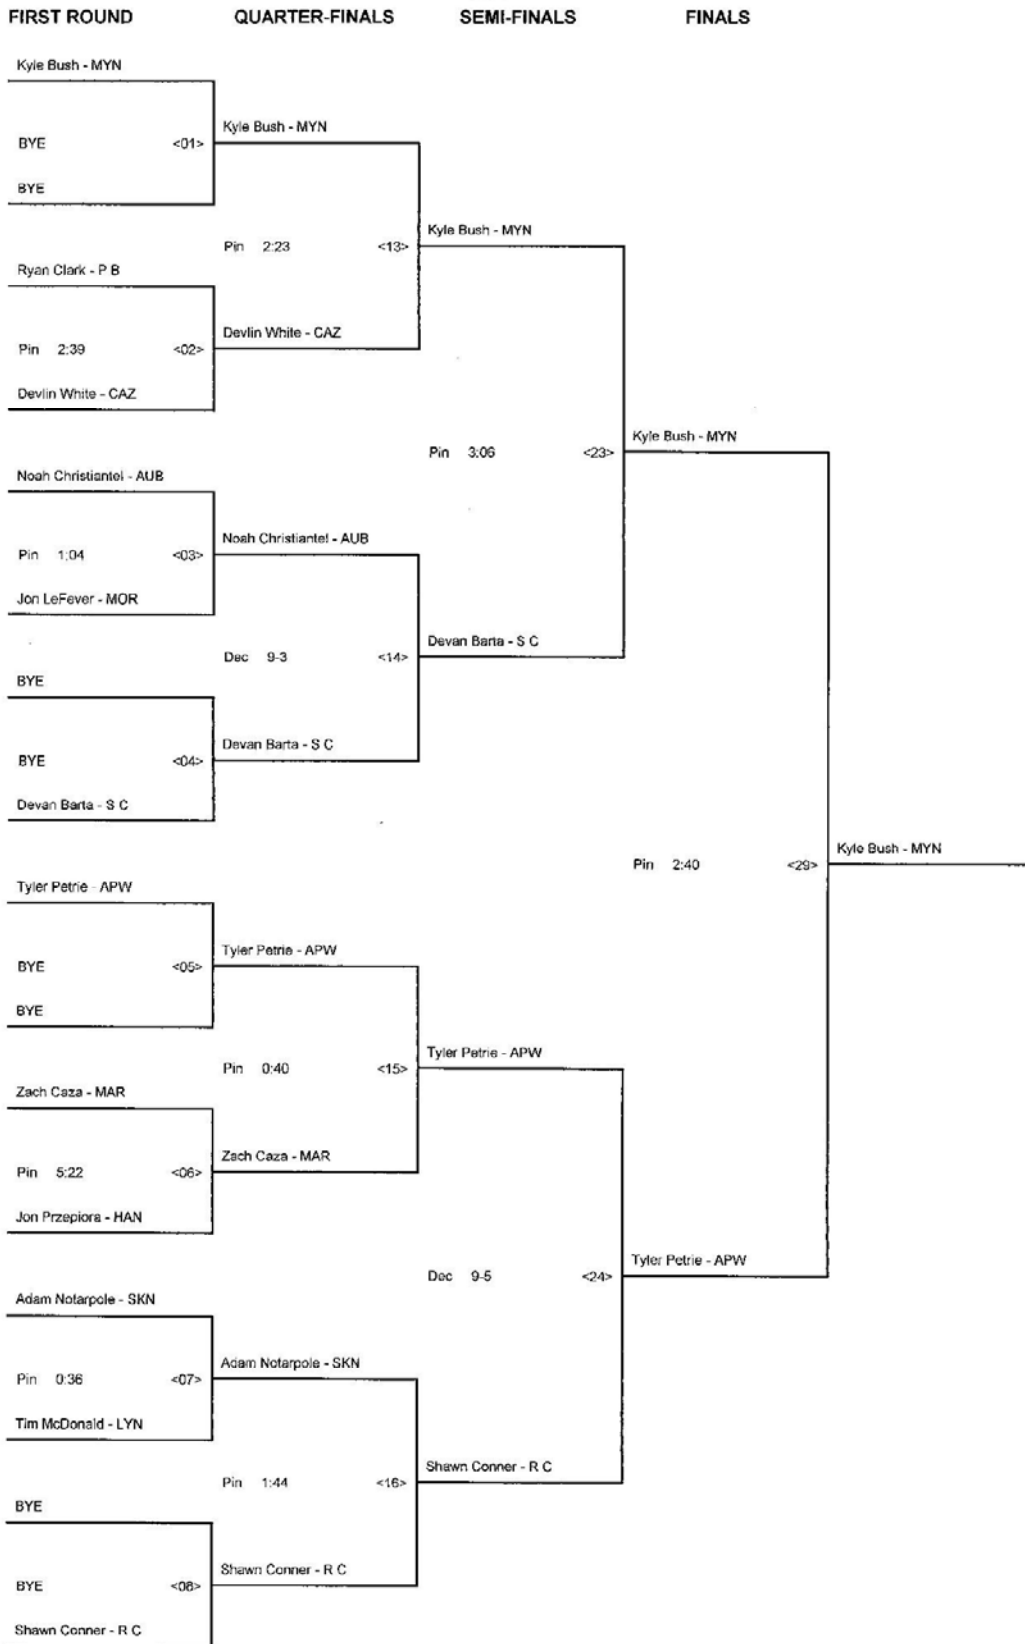 FIRST ROUND QUARTER-FINALS SEMI-FINALS FINALS
Kyle Bush - MYN
BYE <01>
BYE
Kyle Bush - MYN
Pin 2:23 <13>
Kyle Bush - MYN
Ryan Clark - P B
Pin 2:39 <02>
Devlin White - CAZ
Devlin White - CAZ
Pin 3:06 <23>
Kyle Bush - MYN
Noah Christiantel - AUB
Pin 1:04 <03>
Jon LeFever - MOR
Noah Christiantel - AUB
Dec 9-3 <14>
Devan Barta - S C
BYE
BYE <04>
Devan Barta - S C
Devan Barta - S C
Pin 2:40 <29>
Kyle Bush - MYN
Tyler Petrie - APW
BYE <05>
BYE
Tyler Petrie - APW
Pin 0:40 <15>
Tyler Petrie - APW
Zach Caza - MAR
Pin 5:22 <06>
Jon Przepiora - HAN
Zach Caza - MAR
Dec 9-5 <24>
Tyler Petrie - APW
Adam Notarpole - SKN
Pin 0:36 <07>
Tim McDonald - LYN
Adam Notarpole - SKN
Pin 1:44 <16>
Shawn Conner - R C
BYE
BYE <08>
Shawn Conner - R C
Shawn Conner - R C